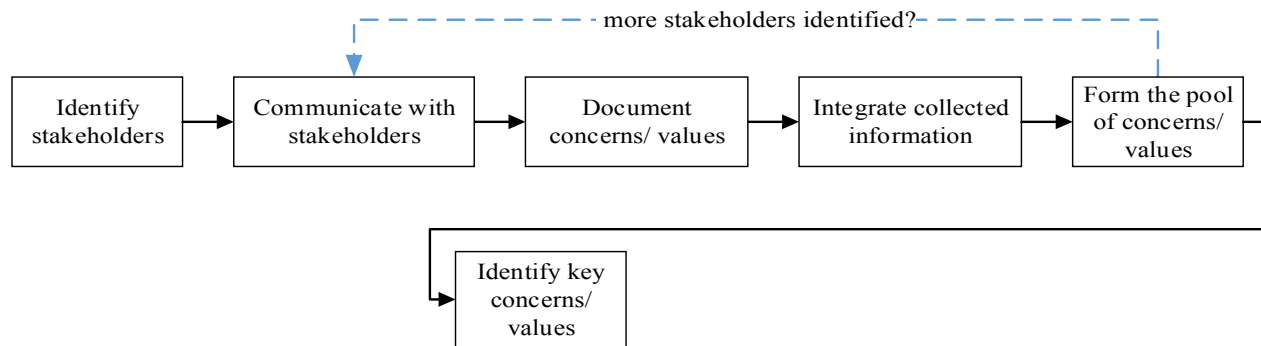 more stakeholders identified?
Identify
stakeholders
Communicate with
stakeholders
Document
concerns/ values
Integrate collected
information
Form the pool
of concerns/
values
Identify key
concerns/
values